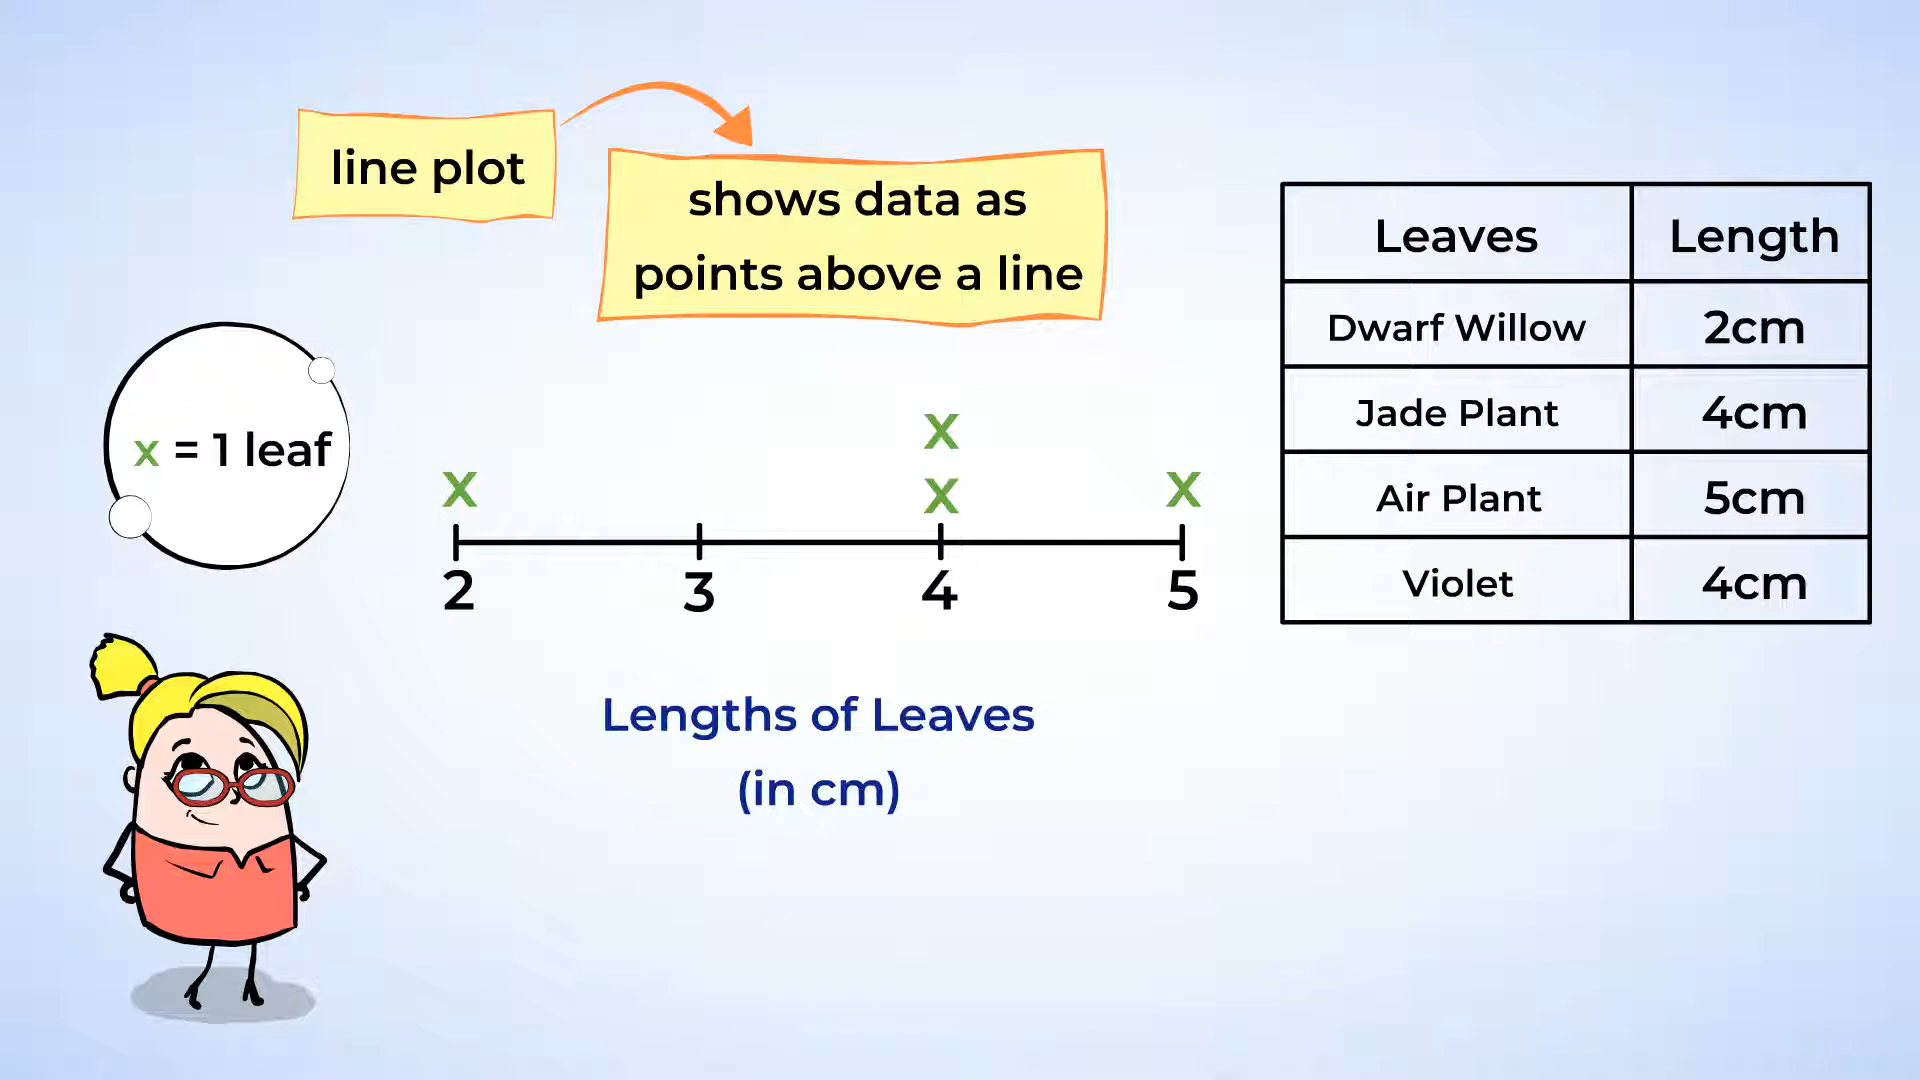 line plot
shows data as
points above a line
x = 1 leaf
x
x x x
2 3 4 5
Lengths of Leaves
(in cm)
Leaves Length
Dwarf Willow 2cm
Jade Plant 4cm
Air Plant 5cm
Violet 4cm